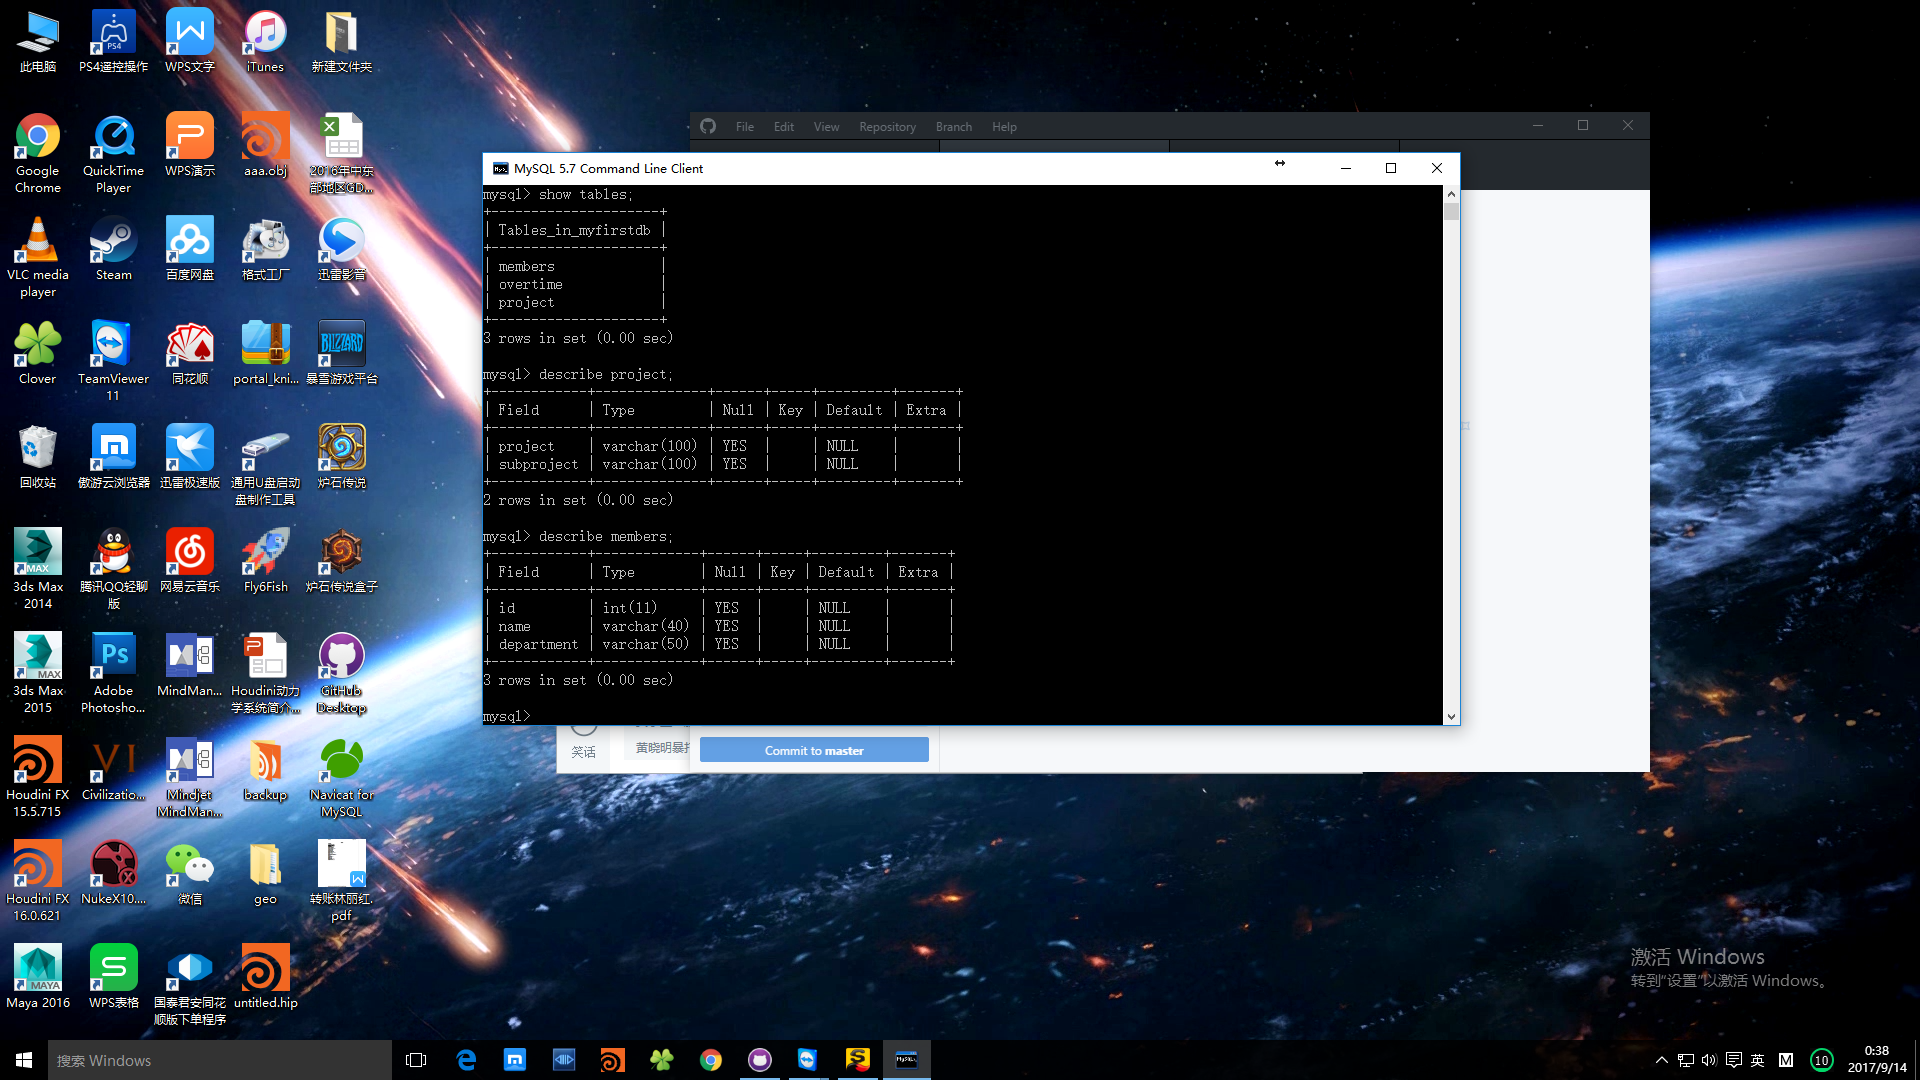 此电脑
PS4遥控操作
WPS文字
iTunes
新建文件夹
Google Chrome
QuickTime Player
WPS演示
aaa.obj
2016年中东部地区GD...
VLC media player
Steam
百度网盘
格式工厂
迅雷影音
Clover
TeamViewer 11
同花顺
portal_kni...
暴雪游戏平台
BLIZZARD
回收站
傲游云浏览器
迅雷极速版
通用U盘启动盘制作工具
炉石传说
3ds Max 2014
腾讯QQ轻聊版
网易云音乐
Fly6Fish
炉石传说盒子
3ds Max 2015
Adobe Photosho...
MindMan...
Houdini动力学系统简介...
GitHub Desktop
Houdini FX 15.5.715
Civilizatio...
Mindjet MindMan...
backup
Navicat for MySQL
Houdini FX 16.0.621
NukeX10....
微信
geo
转账林丽红.pdf
Maya 2016
WPS表格
国泰君安同花顺版下单程序
untitled.hip
File Edit View Repository Branch Help
MySQL 5.7 Command Line Client
mysql> show tables;
+---------------------+
| Tables_in_myfirstdb |
+---------------------+
| members             |
| overtime            |
| project             |
+---------------------+
3 rows in set (0.00 sec)
mysql> describe project;
+------------+--------------+------+-----+---------+-------+
| Field      | Type         | Null | Key | Default | Extra |
+------------+--------------+------+-----+---------+-------+
| project    | varchar(100) | YES  |     | NULL    |       |
| subproject | varchar(100) | YES  |     | NULL    |       |
+------------+--------------+------+-----+---------+-------+
2 rows in set (0.00 sec)
mysql> describe members;
+------------+-------------+------+-----+---------+-------+
| Field      | Type        | Null | Key | Default | Extra |
+------------+-------------+------+-----+---------+-------+
| id         | int(11)     | YES  |     | NULL    |       |
| name       | varchar(40) | YES  |     | NULL    |       |
| department | varchar(50) | YES  |     | NULL    |       |
+------------+-------------+------+-----+---------+-------+
3 rows in set (0.00 sec)
mysql>
笑话
黄晓明暴打
Commit to master
激活 Windows
转到“设置”以激活 Windows。
搜索 Windows
英
10
0:38
2017/9/14